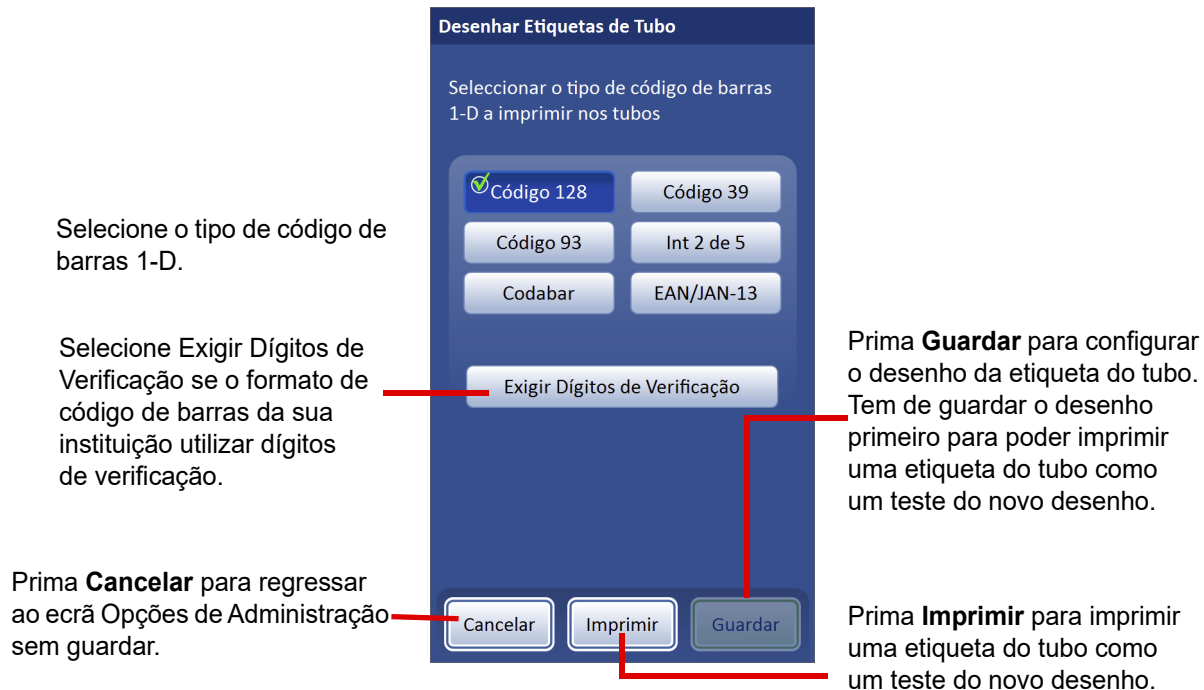 Desenhar Etiquetas de Tubo
Seleccionar o tipo de código de barras
1-D a imprimir nos tubos
Código 128
Código 39
Código 93
Int 2 de 5
Codabar
EAN/JAN-13
Exigir Dígitos de Verificação
Cancelar
Imprimir
Guardar
Selecione o tipo de código de
barras 1-D.
Selecione Exigir Dígitos de
Verificação se o formato de
código de barras da sua
instituição utilizar dígitos
de verificação.
Prima Cancelar para regressar
ao ecrã Opções de Administração
sem guardar.
Prima Guardar para configurar
o desenho da etiqueta do tubo.
Tem de guardar o desenho
primeiro para poder imprimir
uma etiqueta do tubo como
um teste do novo desenho.
Prima Imprimir para imprimir
uma etiqueta do tubo como
um teste do novo desenho.